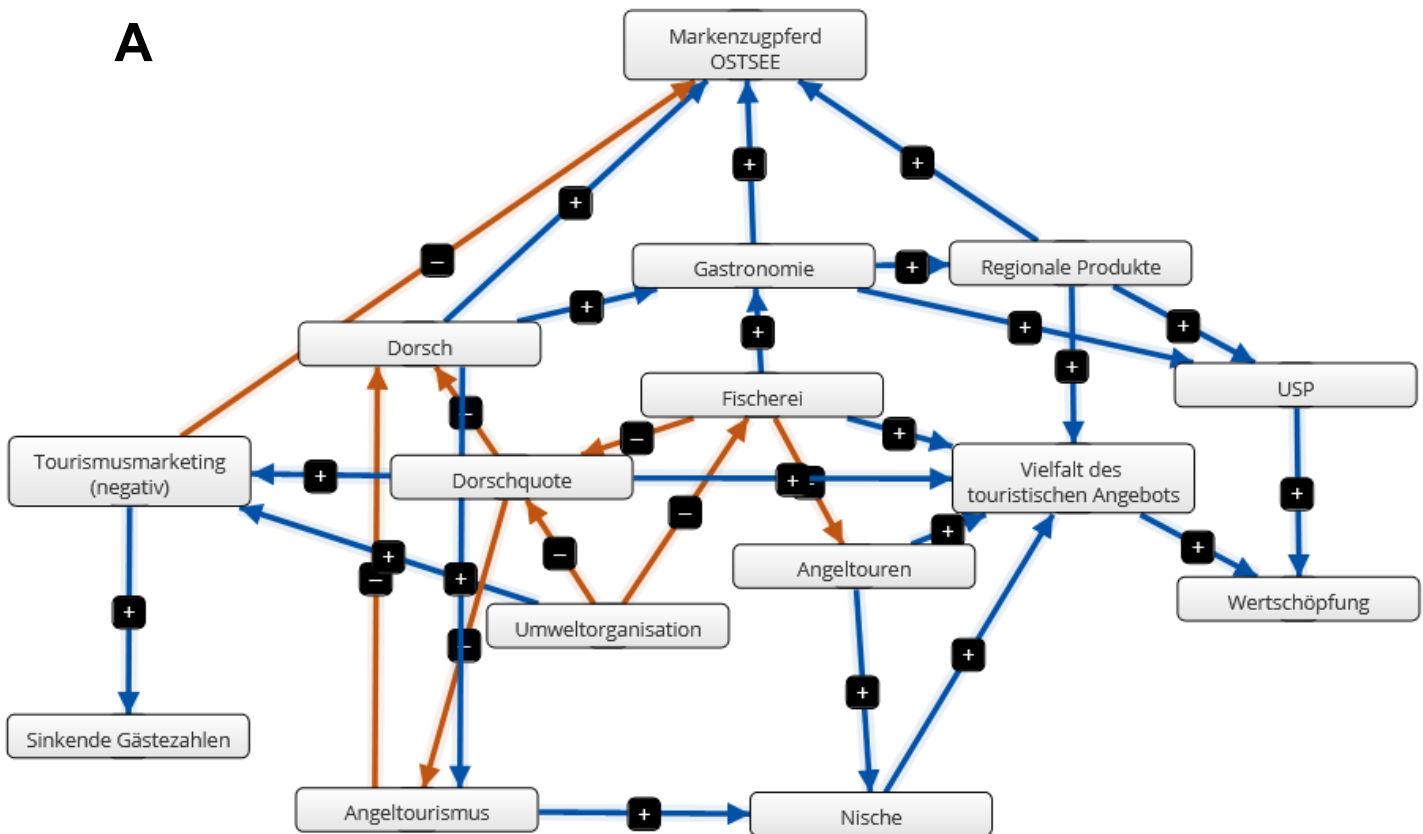 A
Markenzugpferd
OSTSEE
+
+
+
–
Gastronomie
+
Regionale Produkte
+
+
+
+
Dorsch
+
USP
Fischerei
–
–
+
Tourismusmarketing
(negativ)
+
Dorschquote
+
-
Vielfalt des
touristischen Angebots
+
–
–
+
+
+
–
+
Angeltouren
Wertschöpfung
+
Umweltorganisation
–
+
+
Sinkende Gästezahlen
Angeltourismus
+
Nische